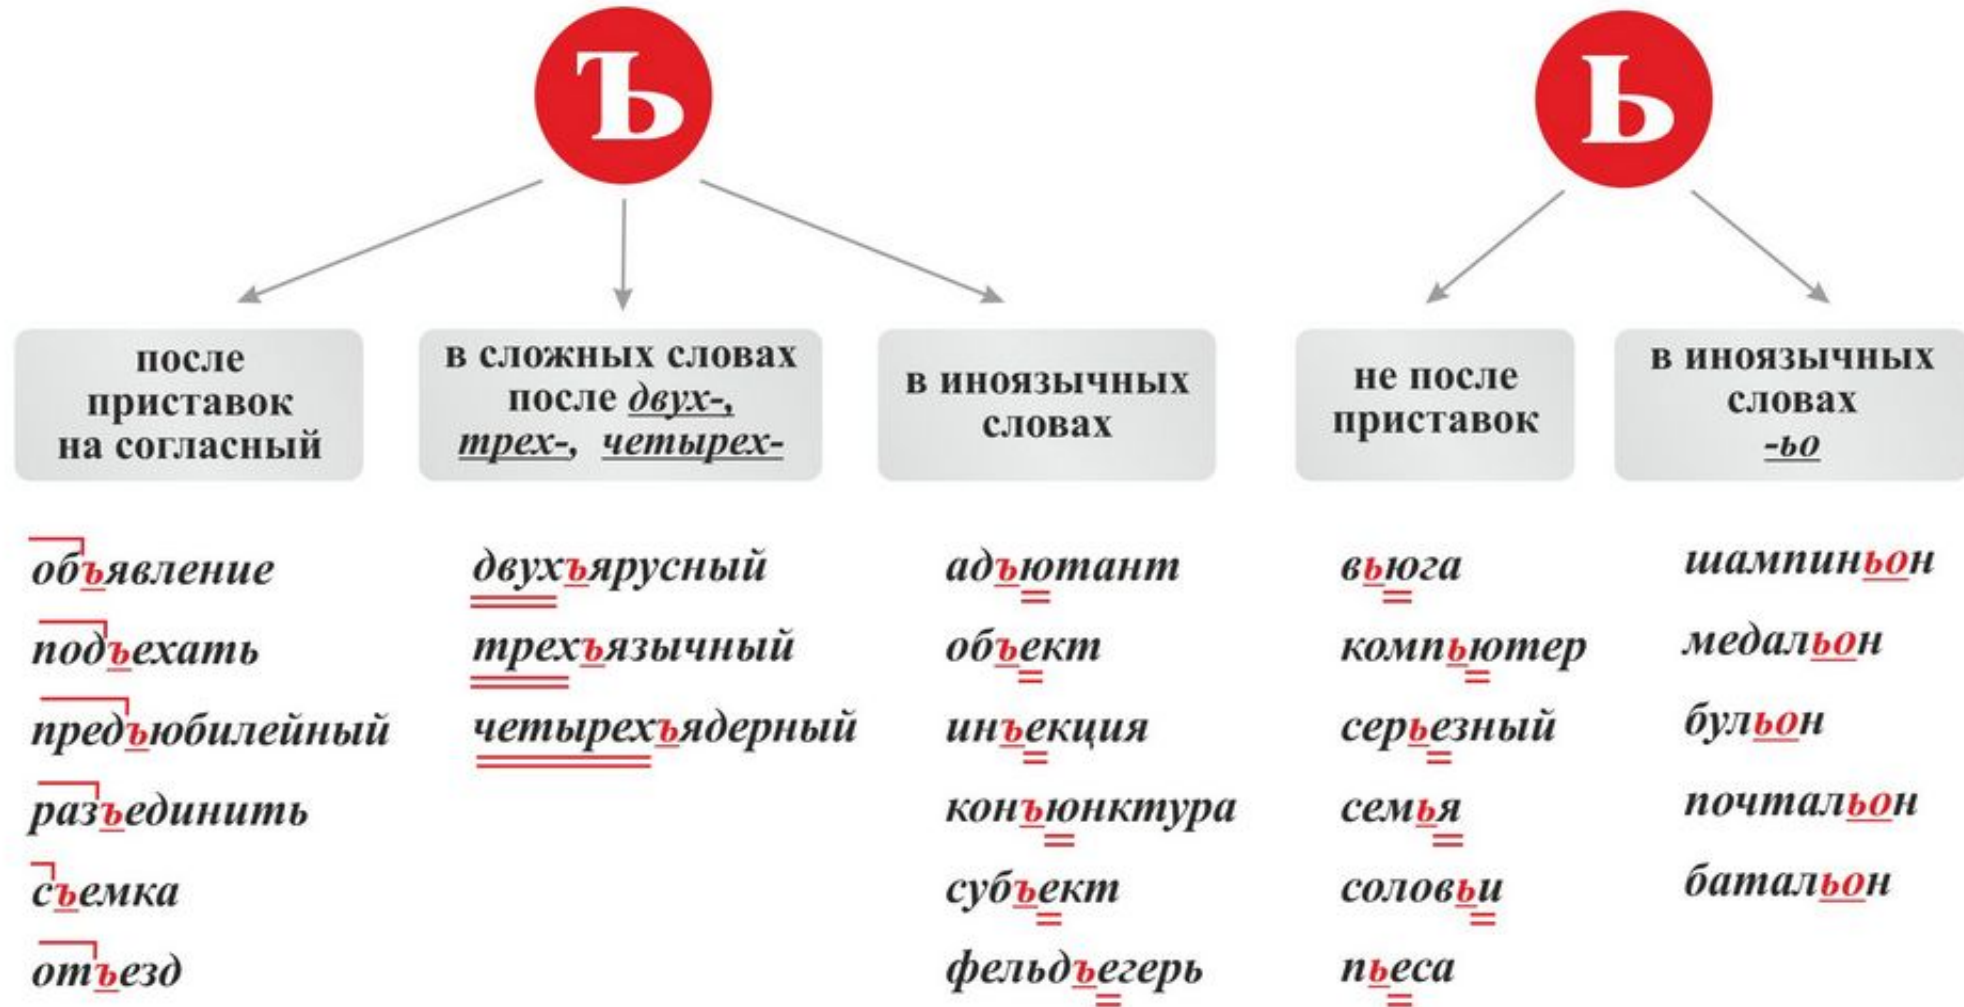 Ъ
Ь
после
приставок
на согласный
в сложных словах
после двух-,
трех-, четырех-
в иноязычных
словах
не после
приставок
в иноязычных
словах
-ьо
объявление
подъехать
предъюбилейный
разъединить
съемка
отъезд
двухъярусный
трехъязычный
четырехъядерный
адъютант
объект
инъекция
конъюнктура
субъект
фельдъегерь
вьюга
компьютер
серьезный
семья
соловьи
пьеса
шампиньон
медальон
бульон
почтальон
батальон